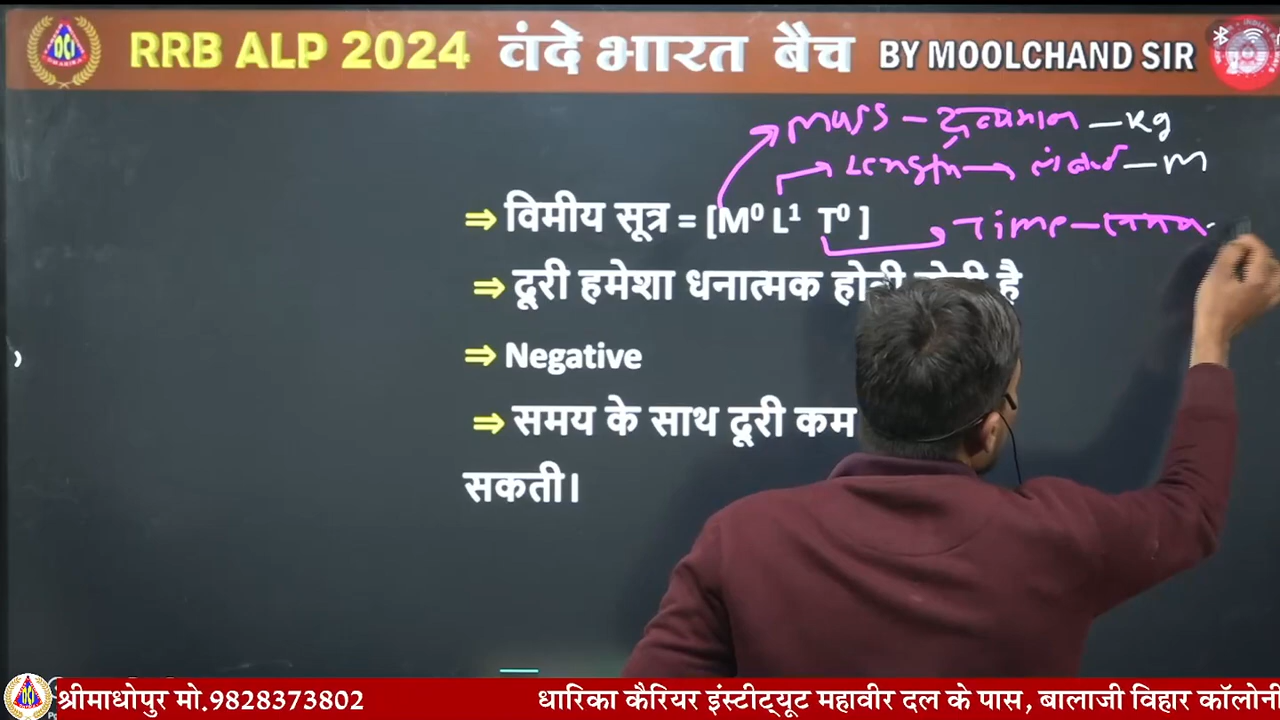 DCI
RRB ALP 2024 वंदे भारत बैच BY MOOLCHAND SIR
Mass – द्रव्यमान – Kg
Length → लंबाई – m
⇒ विमीय सूत्र = [M⁰ L¹ T⁰ ]
Time – समय
⇒ दूरी हमेशा धनात्मक होती है
⇒ Negative
⇒ समय के साथ दूरी कम
सकती।
श्रीमाधोपुर मो.9828373802 धारिका कैरियर इंस्टीट्यूट महावीर दल के पास, बालाजी विहार कॉलोनी